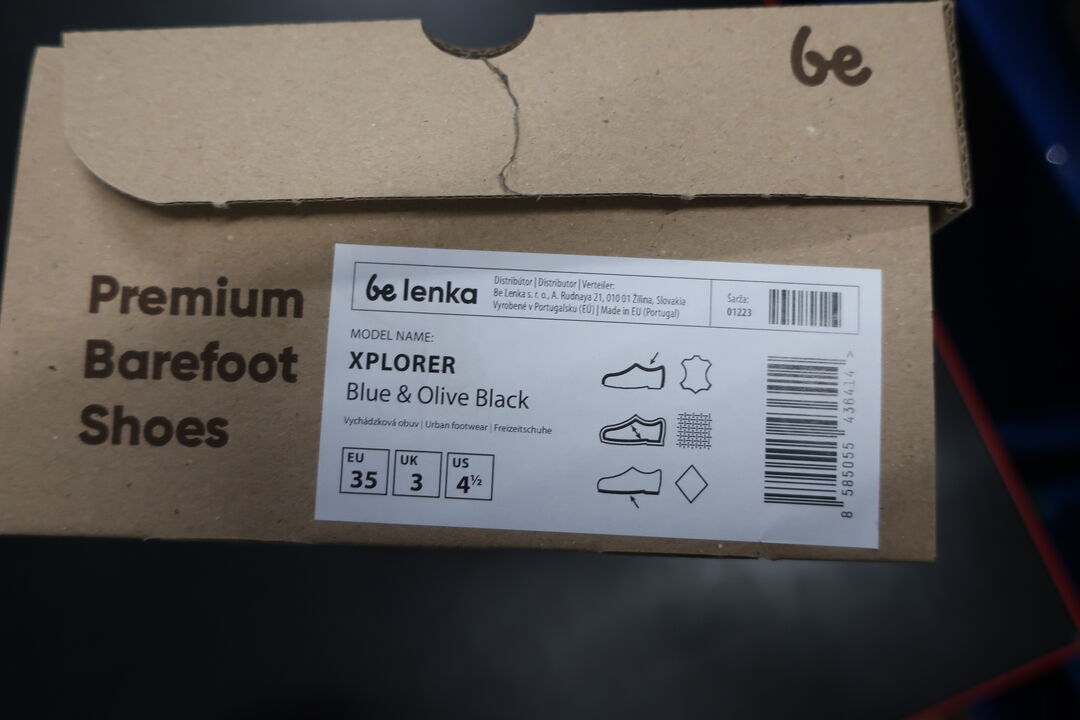 be
Premium
Barefoot
Shoes
be lenka
Distribútor | Distributor | Verteiler:
Be Lenka s. r. o., A. Rudnaya 21, 010 01 Žilina, Slovakia
Vyrobené v Portugalsku (EÚ) | Made in EU (Portugal)
Šarža:
01223
MODEL NAME:
XPLORER
Blue & Olive Black
Vychádzková obuv | Urban footwear | Freizeitschuhe
EU
35
UK
3
US
4½
8 585055 436414 >